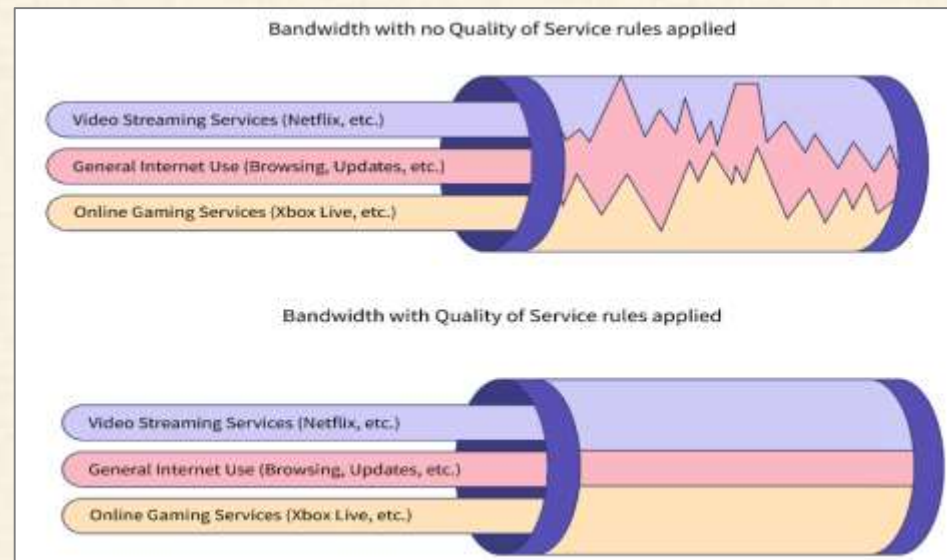 Bandwidth with no Quality of Service rules applied
Video Streaming Services (Netflix, etc.)
General Internet Use (Browsing, Updates, etc.)
Online Gaming Services (Xbox Live, etc.)
Bandwidth with Quality of Service rules applied
Video Streaming Services (Netflix, etc.)
General Internet Use (Browsing, Updates, etc.)
Online Gaming Services (Xbox Live, etc.)